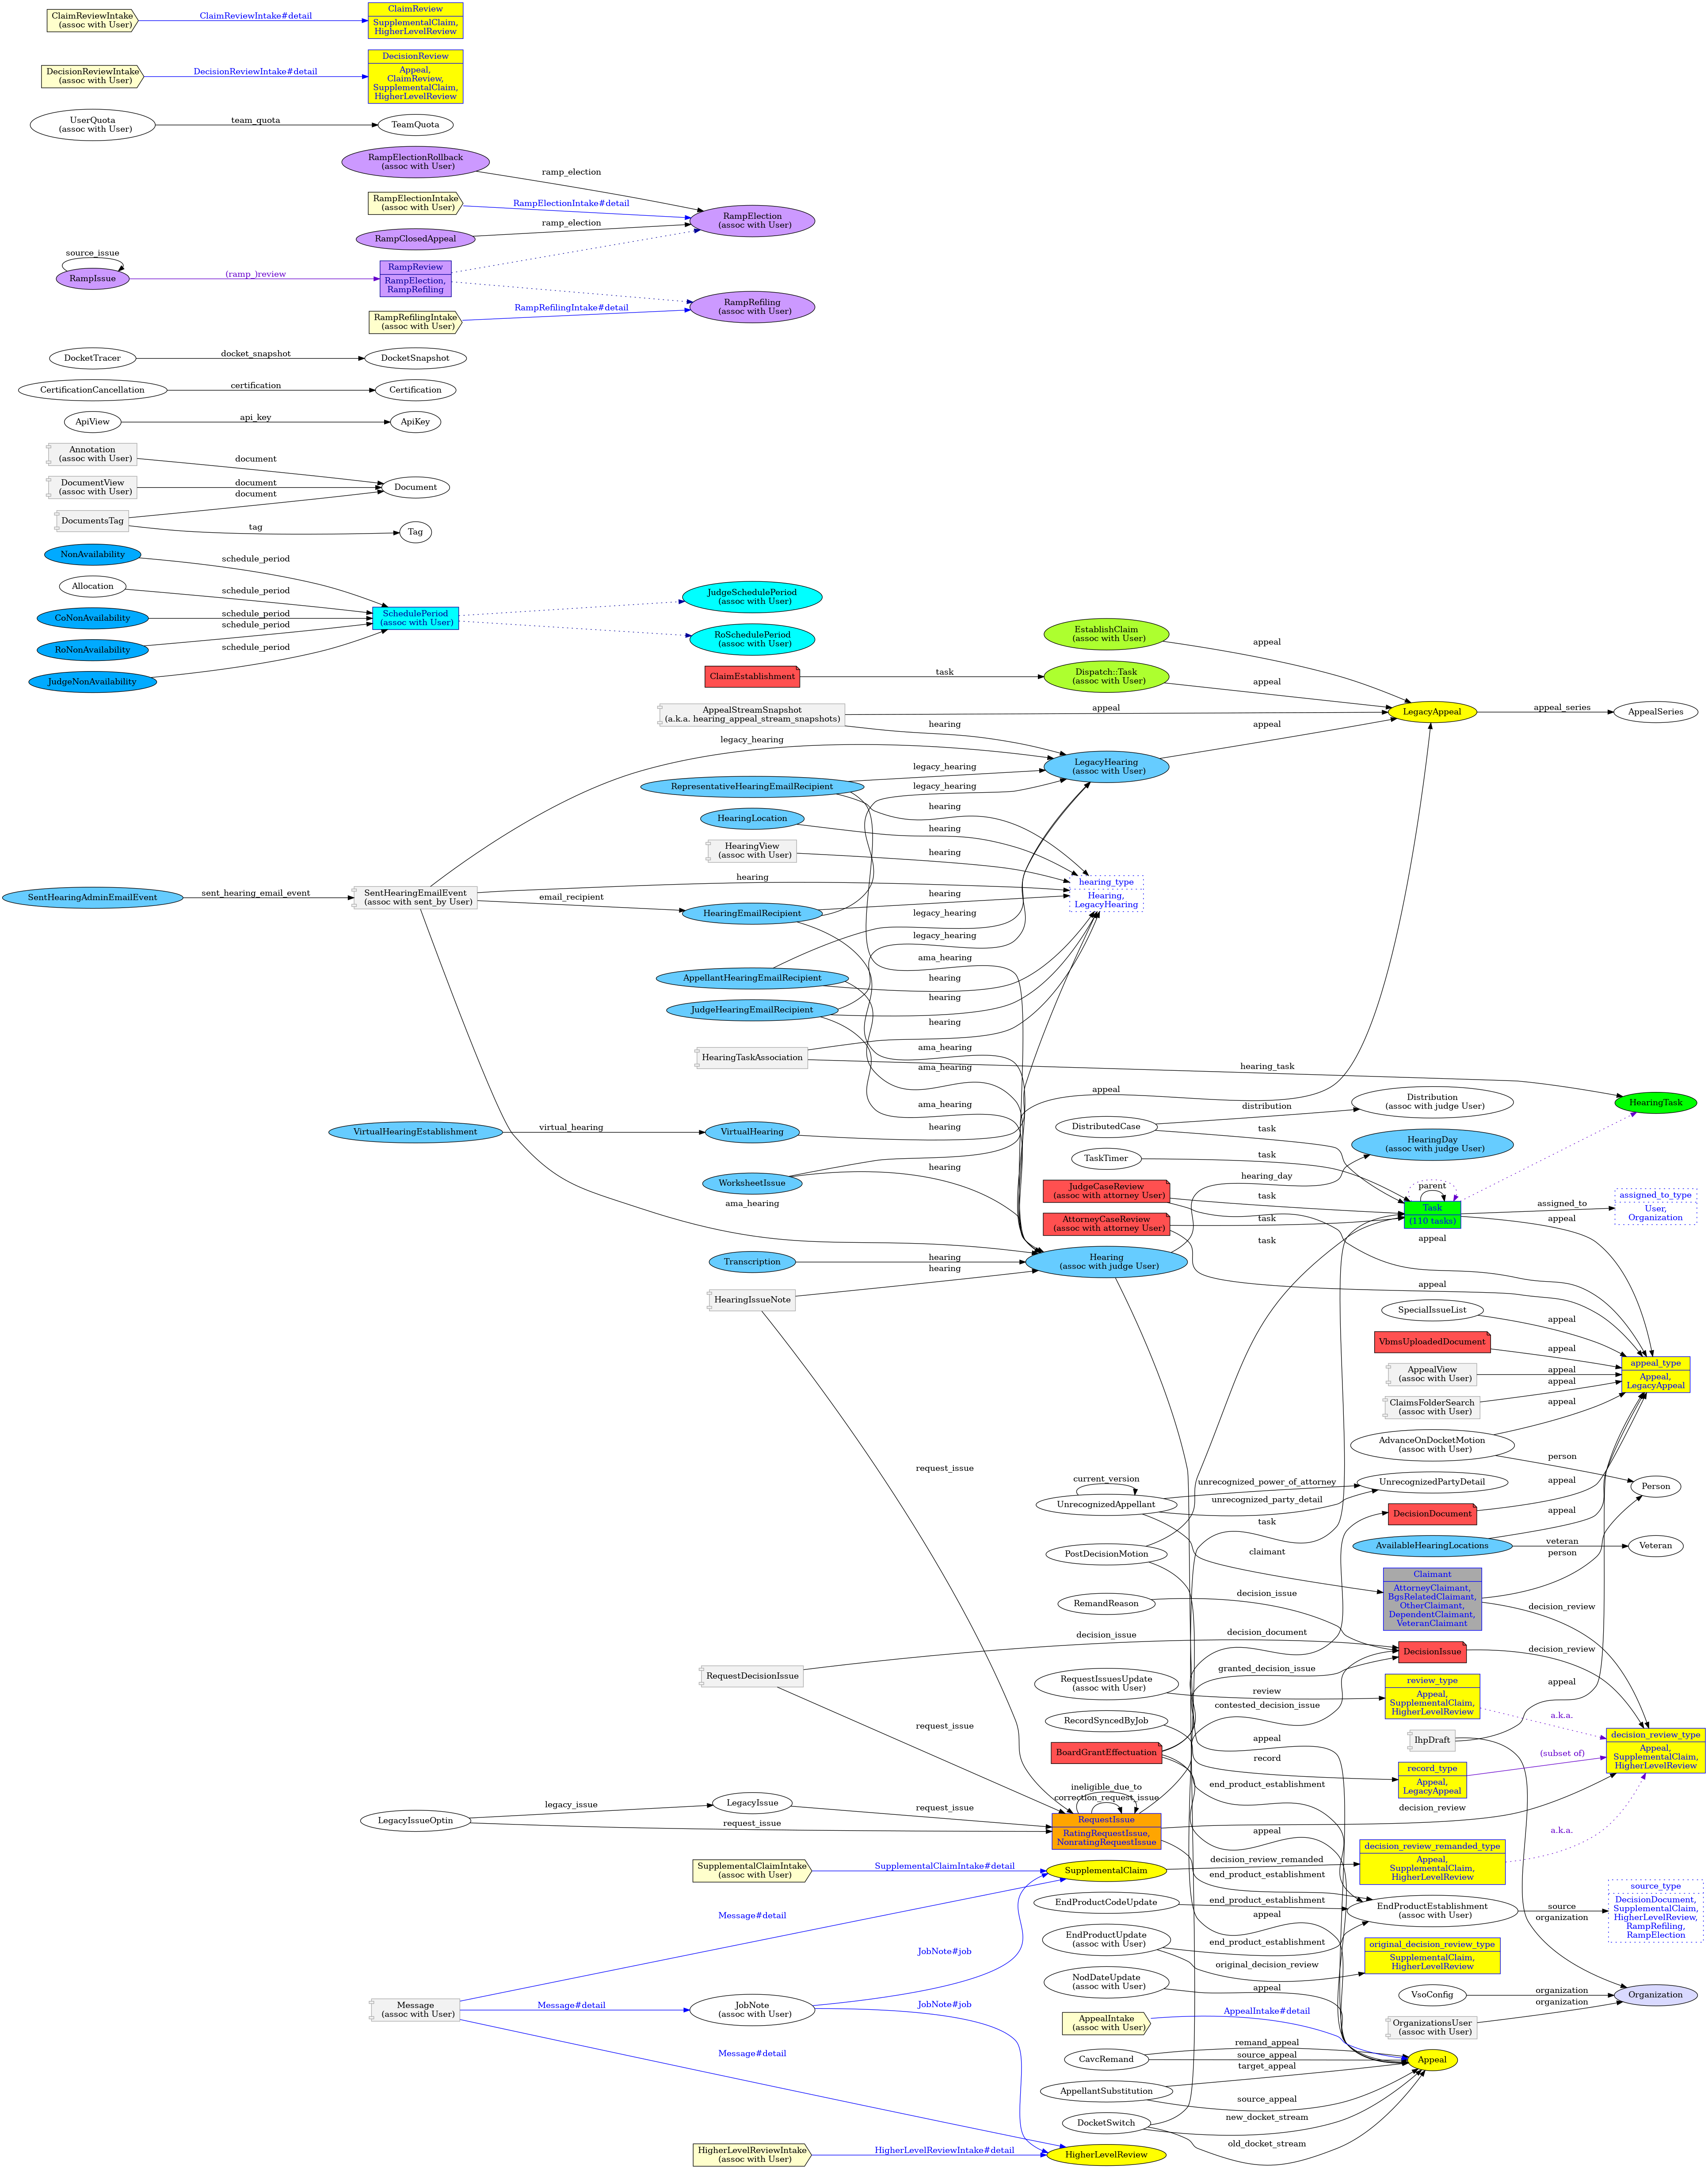 ClaimReviewIntake
(assoc with User)
ClaimReviewIntake#detail
ClaimReview
SupplementalClaim,
HigherLevelReview
DecisionReviewIntake
(assoc with User)
DecisionReviewIntake#detail
DecisionReview
Appeal,
ClaimReview,
SupplementalClaim,
HigherLevelReview
UserQuota
(assoc with User)
team_quota
TeamQuota
RampElectionRollback
(assoc with User)
ramp_election
RampElectionIntake
(assoc with User)
RampElectionIntake#detail
RampElection
(assoc with User)
RampClosedAppeal
ramp_election
source_issue
RampIssue
(ramp_)review
RampReview
RampElection,
RampRefiling
RampRefiling
(assoc with User)
RampRefilingIntake
(assoc with User)
RampRefilingIntake#detail
DocketTracer
docket_snapshot
DocketSnapshot
CertificationCancellation
certification
Certification
ApiView
api_key
ApiKey
Annotation
(assoc with User)
document
DocumentView
(assoc with User)
document
document
Document
DocumentsTag
tag
Tag
NonAvailability
schedule_period
Allocation
schedule_period
CoNonAvailability
schedule_period
RoNonAvailability
schedule_period
JudgeNonAvailability
schedule_period
SchedulePeriod
(assoc with User)
JudgeSchedulePeriod
(assoc with User)
RoSchedulePeriod
(assoc with User)
EstablishClaim
(assoc with User)
appeal
ClaimEstablishment
task
Dispatch::Task
(assoc with User)
appeal
AppealStreamSnapshot
(a.k.a. hearing_appeal_stream_snapshots)
appeal
hearing
LegacyAppeal
appeal_series
AppealSeries
legacy_hearing
LegacyHearing
(assoc with User)
appeal
RepresentativeHearingEmailRecipient
legacy_hearing
legacy_hearing
hearing
HearingLocation
hearing
HearingView
(assoc with User)
hearing
hearing_type
Hearing,
LegacyHearing
SentHearingAdminEmailEvent
sent_hearing_email_event
SentHearingEmailEvent
(assoc with sent_by User)
hearing
email_recipient
HearingEmailRecipient
hearing
legacy_hearing
legacy_hearing
ama_hearing
AppellantHearingEmailRecipient
hearing
JudgeHearingEmailRecipient
hearing
hearing
HearingTaskAssociation
ama_hearing
ama_hearing
hearing_task
HearingTask
appeal
ama_hearing
VirtualHearingEstablishment
virtual_hearing
VirtualHearing
hearing
DistributedCase
distribution
task
Distribution
(assoc with judge User)
TaskTimer
task
HearingDay
(assoc with judge User)
WorksheetIssue
hearing
hearing_day
JudgeCaseReview
(assoc with attorney User)
task
parent
Task
(110 tasks)
assigned_to
assigned_to_type
User,
Organization
ama_hearing
AttorneyCaseReview
(assoc with attorney User)
task
task
appeal
appeal
Transcription
hearing
hearing
Hearing
(assoc with judge User)
appeal
HearingIssueNote
SpecialIssueList
appeal
VbmsUploadedDocument
appeal
AppealView
(assoc with User)
appeal
appeal
ClaimsFolderSearch
(assoc with User)
appeal
appeal_type
Appeal,
LegacyAppeal
AdvanceOnDocketMotion
(assoc with User)
person
request_issue
current_version
UnrecognizedAppellant
unrecognized_power_of_attorney
unrecognized_party_detail
UnrecognizedPartyDetail
appeal
Person
DecisionDocument
appeal
task
PostDecisionMotion
claimant
AvailableHearingLocations
veteran
person
Veteran
Claimant
AttorneyClaimant,
BgsRelatedClaimant,
OtherClaimant,
DependentClaimant,
VeteranClaimant
decision_review
RemandReason
decision_issue
decision_issue
decision_document
DecisionIssue
decision_review
RequestDecisionIssue
request_issue
RequestIssuesUpdate
(assoc with User)
granted_decision_issue
review
contested_decision_issue
review_type
Appeal,
SupplementalClaim,
HigherLevelReview
appeal
a.k.a.
RecordSyncedByJob
appeal
IhpDraft
decision_review_type
Appeal,
SupplementalClaim,
HigherLevelReview
BoardGrantEffectuation
record
(subset of)
record_type
Appeal,
LegacyAppeal
end_product_establishment
ineligible_due_to
correction_request_issue
decision_review
LegacyIssueOptin
legacy_issue
LegacyIssue
request_issue
request_issue
RequestIssue
RatingRequestIssue,
NonratingRequestIssue
appeal
a.k.a.
decision_review_remanded_type
Appeal,
SupplementalClaim,
HigherLevelReview
SupplementalClaimIntake
(assoc with User)
SupplementalClaimIntake#detail
SupplementalClaim
decision_review_remanded
end_product_establishment
source_type
DecisionDocument,
SupplementalClaim,
HigherLevelReview,
RampRefiling,
RampElection
EndProductCodeUpdate
end_product_establishment
appeal
EndProductEstablishment
(assoc with User)
source
organization
Message#detail
EndProductUpdate
(assoc with User)
end_product_establishment
original_decision_review
original_decision_review_type
SupplementalClaim,
HigherLevelReview
JobNote#job
NodDateUpdate
(assoc with User)
appeal
VsoConfig
organization
organization
Organization
Message
(assoc with User)
Message#detail
JobNote
(assoc with User)
JobNote#job
AppealIntake
(assoc with User)
AppealIntake#detail
OrganizationsUser
(assoc with User)
Message#detail
CavcRemand
remand_appeal
source_appeal
target_appeal
Appeal
AppellantSubstitution
source_appeal
DocketSwitch
new_docket_stream
old_docket_stream
HigherLevelReviewIntake
(assoc with User)
HigherLevelReviewIntake#detail
HigherLevelReview